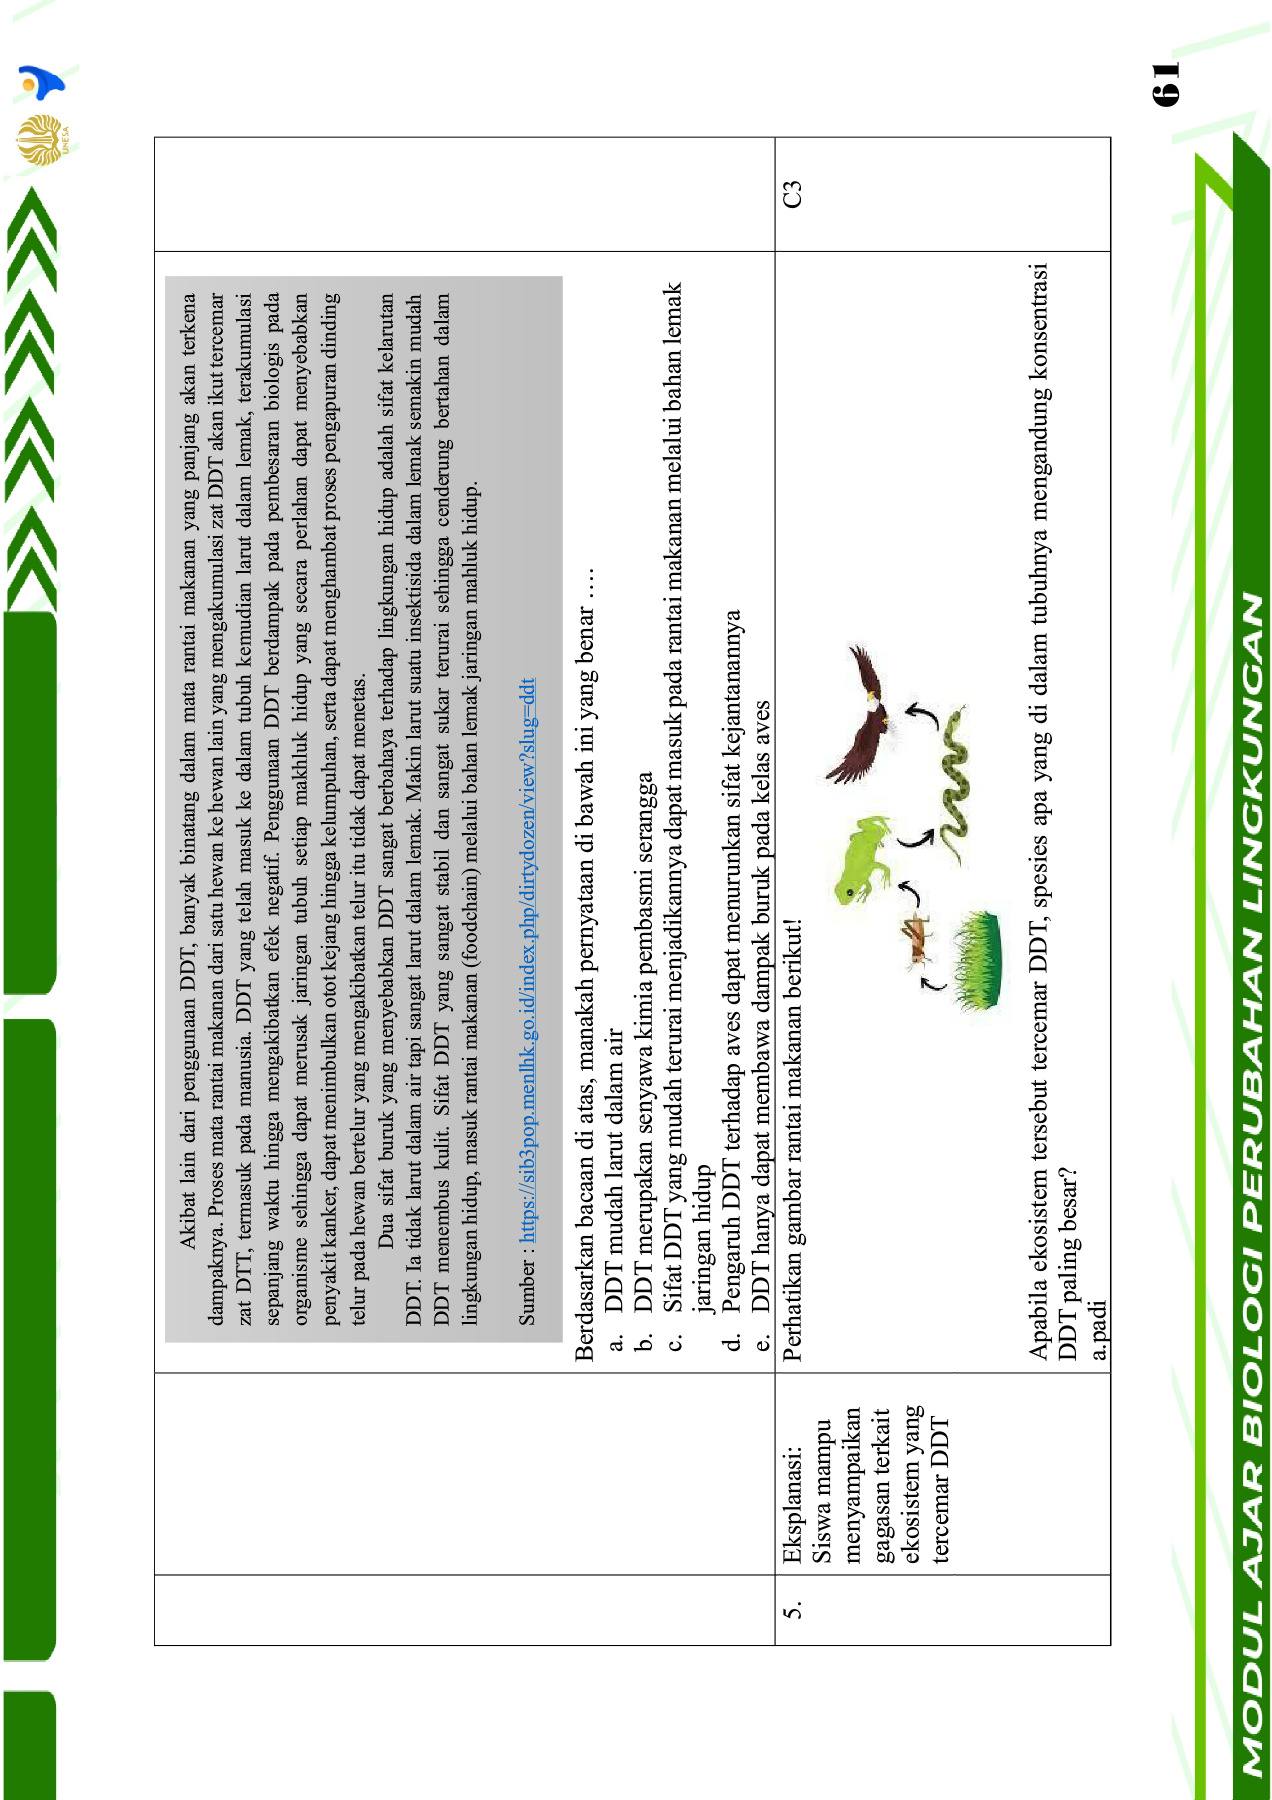 Akibat lain dari penggunaan DDT, banyak binatang dalam mata rantai makanan yang panjang akan terkena
dampaknya. Proses mata rantai makanan dari satu hewan ke hewan lain yang mengakumulasi zat DDT akan ikut tercemar
zat DTT, termasuk pada manusia. DDT yang telah masuk ke dalam tubuh kemudian larut dalam lemak, terakumulasi
sepanjang waktu hingga mengakibatkan efek negatif. Penggunaan DDT berdampak pada pembesaran biologis pada
organisme sehingga dapat merusak jaringan tubuh setiap makhluk hidup yang secara perlahan dapat menyebabkan
penyakit kanker, dapat menimbulkan otot kejang hingga kelumpuhan, serta dapat menghambat proses pengapuran dinding
telur pada hewan bertelur yang mengakibatkan telur itu tidak dapat menetas.
Dua sifat buruk yang menyebabkan DDT sangat berbahaya terhadap lingkungan hidup adalah sifat kelarutan
DDT. Ia tidak larut dalam air tapi sangat larut dalam lemak. Makin larut suatu insektisida dalam lemak semakin mudah
DDT menembus kulit. Sifat DDT yang sangat stabil dan sangat sukar terurai sehingga cenderung bertahan dalam
lingkungan hidup, masuk rantai makanan (foodchain) melalui bahan lemak jaringan mahluk hidup.
Sumber : https://sib3pop.menlhk.go.id/index.php/dirtydozen/view?slug=ddt
Berdasarkan bacaan di atas, manakah pernyataan di bawah ini yang benar ….
a. DDT mudah larut dalam air
b. DDT merupakan senyawa kimia pembasmi serangga
c. Sifat DDT yang mudah terurai menjadikannya dapat masuk pada rantai makanan melalui bahan lemak
jaringan hidup
d. Pengaruh DDT terhadap aves dapat menurunkan sifat kejantanannya
e. DDT hanya dapat membawa dampak buruk pada kelas aves
5.
Eksplanasi:
Siswa mampu
menyampaikan
gagasan terkait
ekosistem yang
tercemar DDT
Perhatikan gambar rantai makanan berikut!
Apabila ekosistem tersebut tercemar DDT, spesies apa yang di dalam tubuhnya mengandung konsentrasi
DDT paling besar?
a.padi
C3
UNESA
MODUL AJAR BIOLOGI PERUBAHAN LINGKUNGAN
61